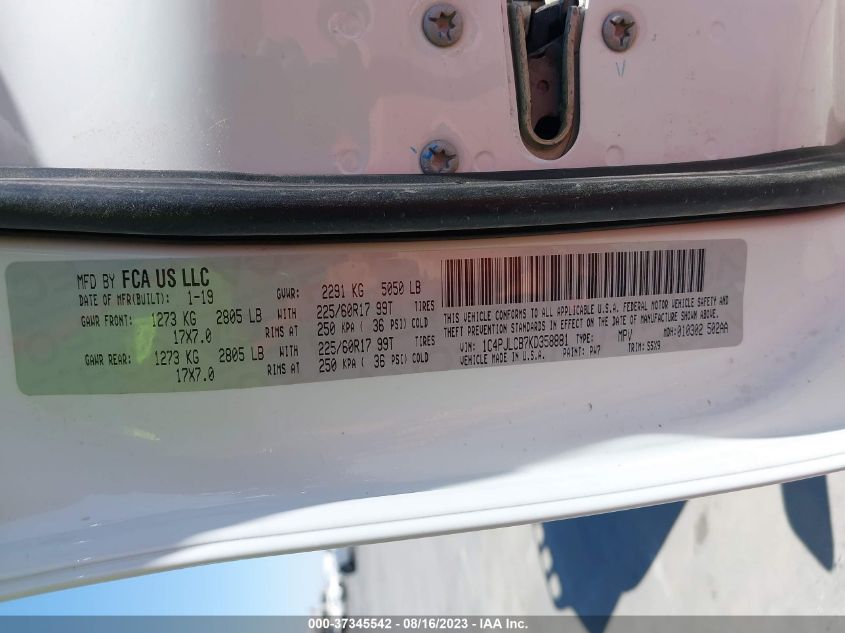 MFD BY FCA US LLC
DATE OF MFR(BUILT): 1-19 GVWR: 2291 KG 5050 LB
GAWR FRONT: 1273 KG 2805 LB WITH 225/60R17 99T TIRES
17X7.0 RIMS AT 250 KPA ( 36 PSI) COLD
GAWR REAR: 1273 KG 2805 LB WITH 225/60R17 99T TIRES
17X7.0 RIMS AT 250 KPA ( 36 PSI) COLD
THIS VEHICLE CONFORMS TO ALL APPLICABLE U.S.A. FEDERAL MOTOR VEHICLE SAFETY AND
THEFT PREVENTION STANDARDS IN EFFECT ON THE DATE OF MANUFACTURE SHOWN ABOVE.
VIN: 1C4PJLCB7KD358881 TYPE: MPV MDH: 010302 502AA
VEHICLE MADE IN U.S.A. PAINT: PW7 TRIM: S5X9
000-37345542 - 08/16/2023 - IAA Inc.